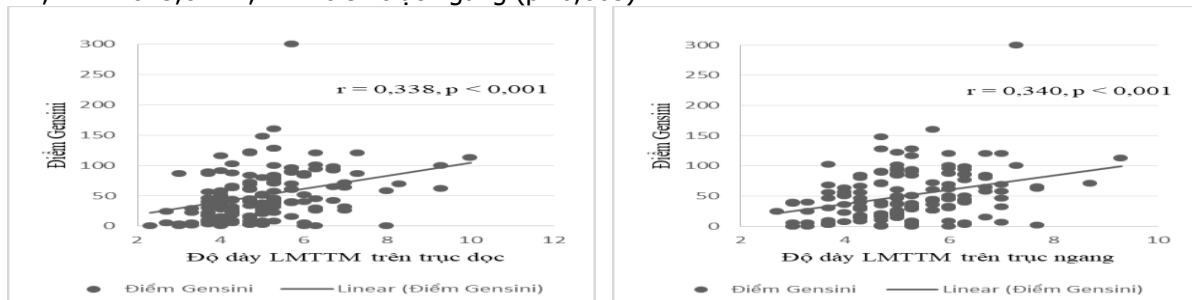 300
250
200
150
100
50
0
2 4 6 8 10 12
Điểm Gensini
r = 0,338, p < 0,001
Độ dày LMTTM trên trục dọc
Điểm Gensini Linear (Điểm Gensini)
300
250
200
150
100
50
0
2 4 6 8 10
Điểm Gensini
r = 0,340, p < 0,001
Độ dày LMTTM trên trục ngang
Điểm Gensini Linear (Điểm Gensini)